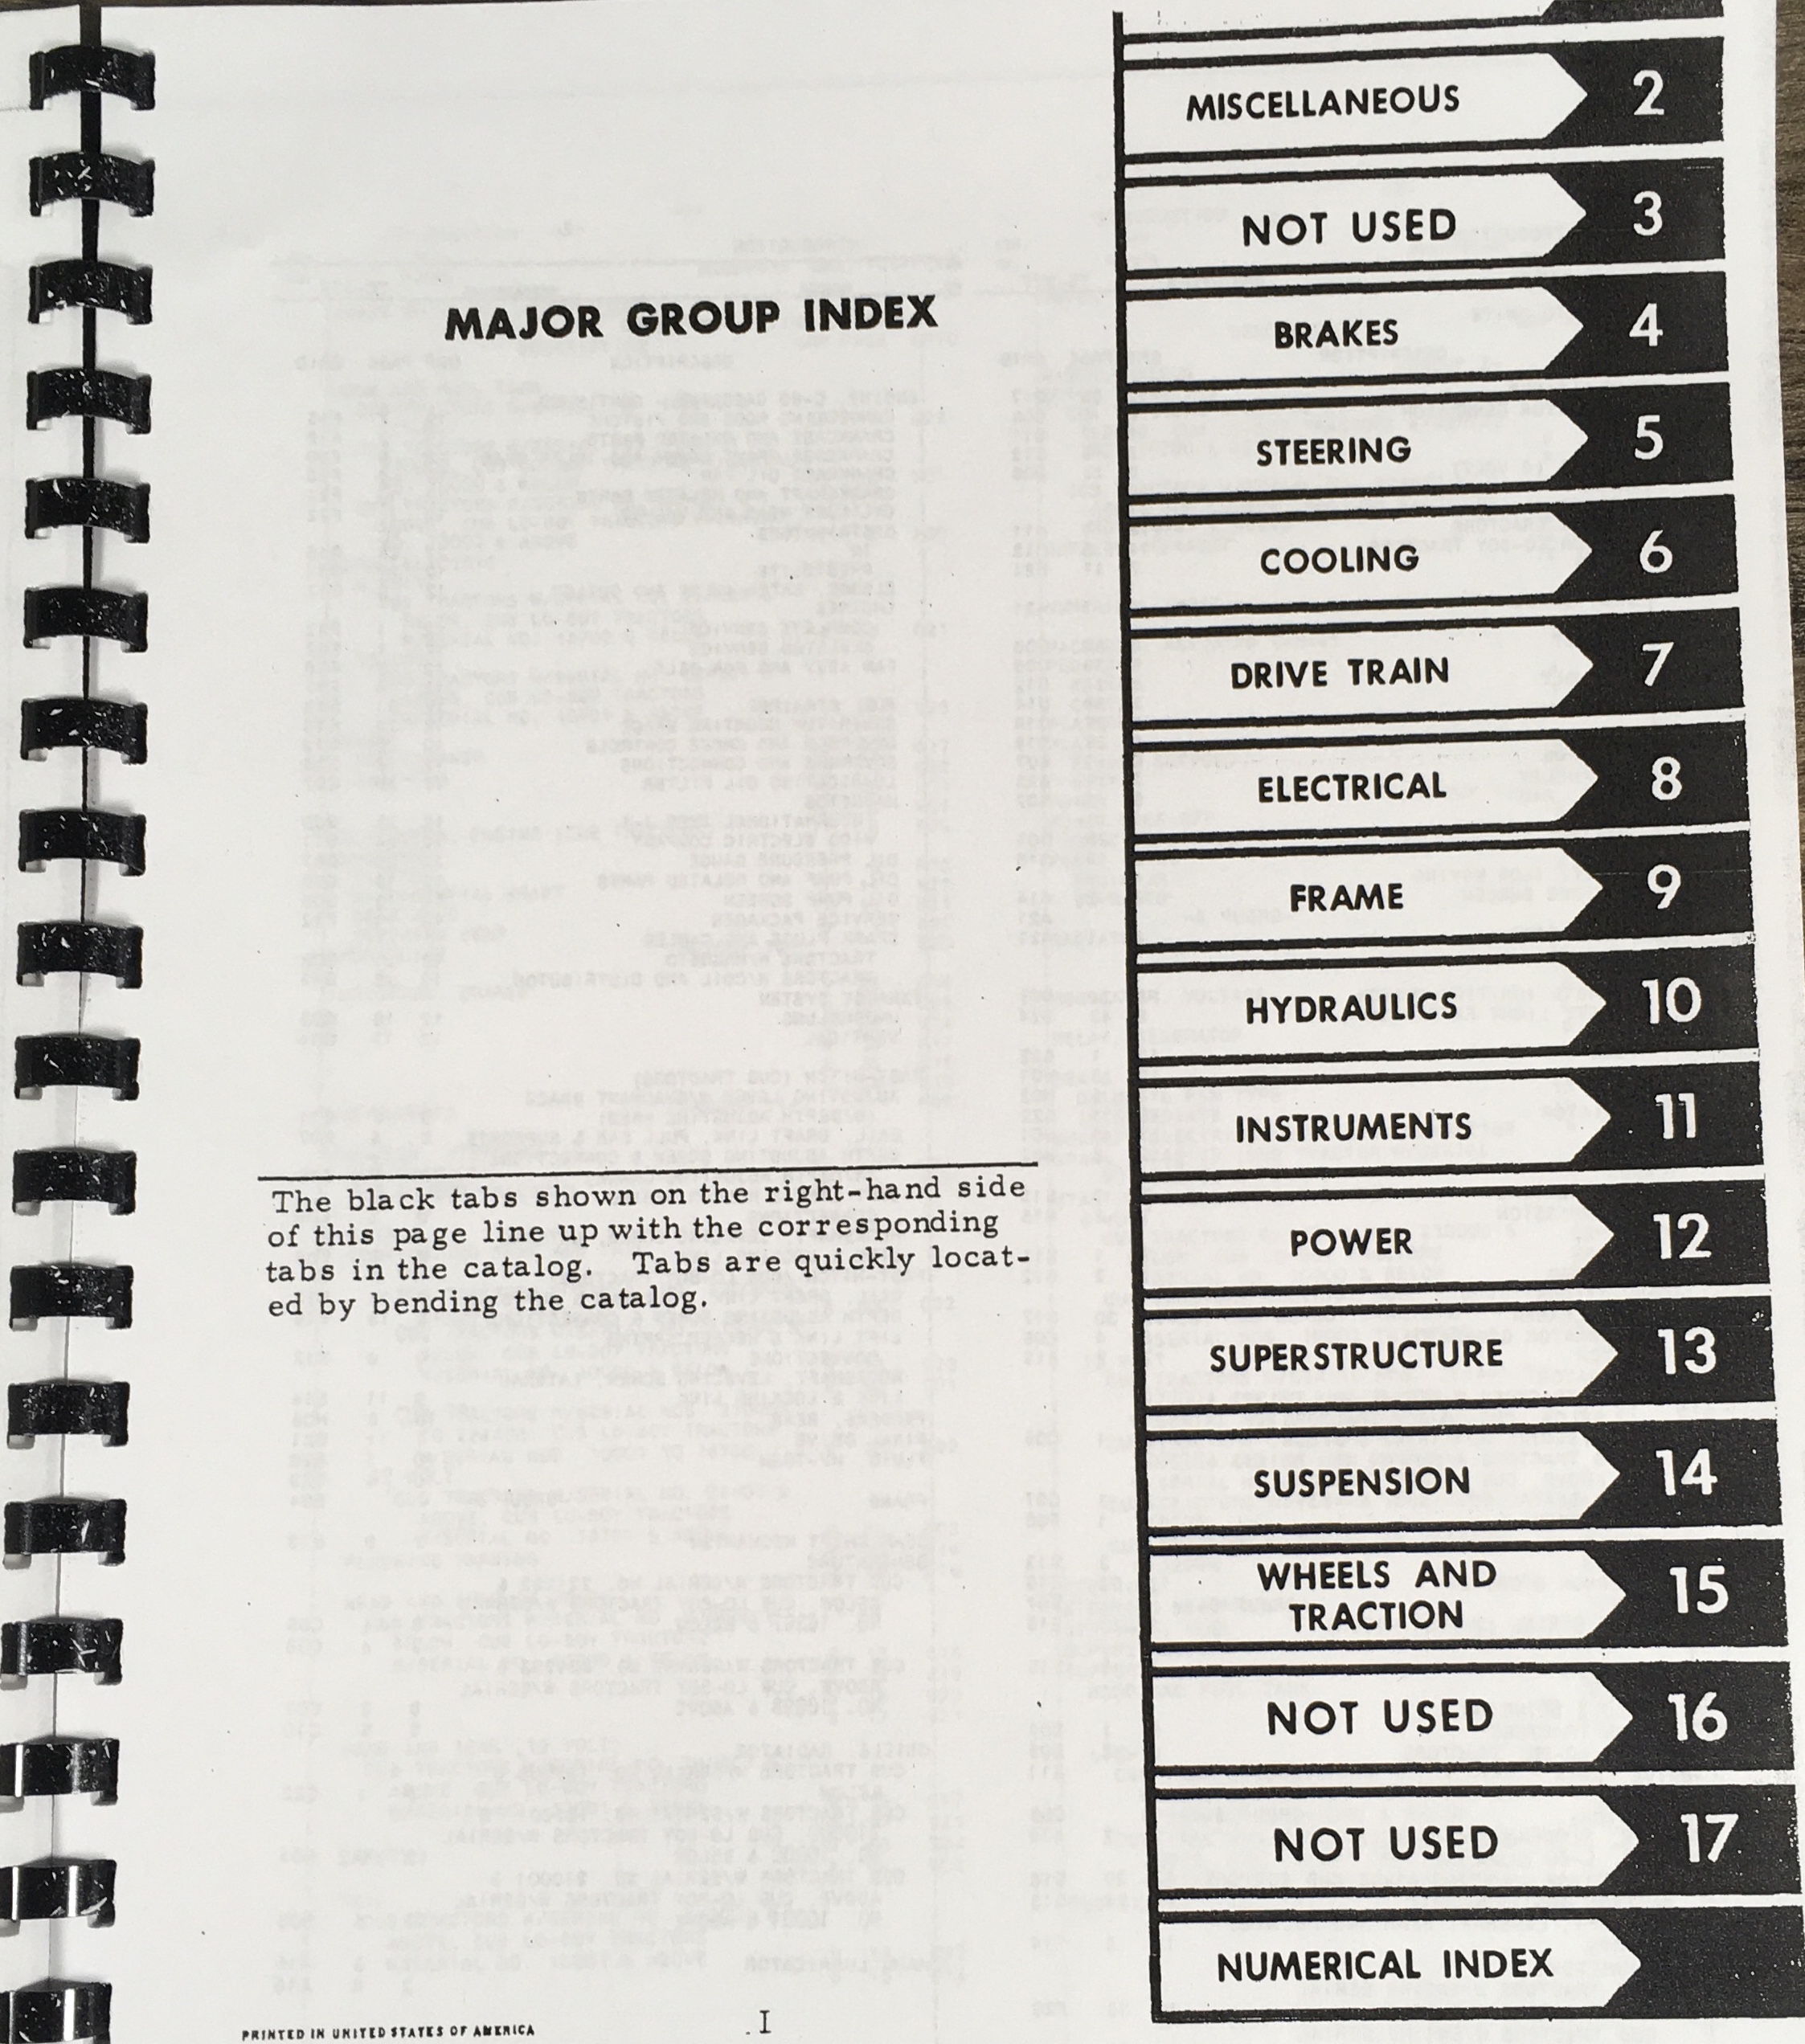 MAJOR GROUP INDEX
The black tabs shown on the right-hand side
of this page line up with the corresponding
tabs in the catalog. Tabs are quickly locat-
ed by bending the catalog.
MISCELLANEOUS 2
NOT USED 3
BRAKES 4
STEERING 5
COOLING 6
DRIVE TRAIN 7
ELECTRICAL 8
FRAME 9
HYDRAULICS 10
INSTRUMENTS 11
POWER 12
SUPERSTRUCTURE 13
SUSPENSION 14
WHEELS AND
TRACTION 15
NOT USED 16
NOT USED 17
NUMERICAL INDEX
PRINTED IN UNITED STATES OF AMERICA
I